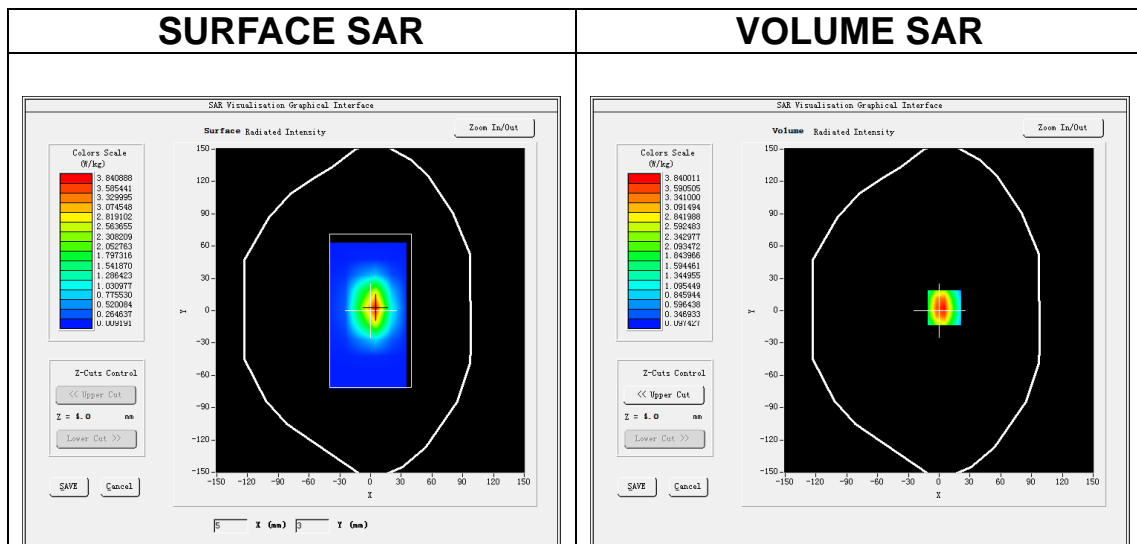 SURFACE SAR
VOLUME SAR
SAR Visualisation Graphical Interface
Surface Radiated Intensity
Zoom In/Out
Colors Scale
(W/kg)
3.840888
3.585441
3.329995
3.074548
2.819102
2.563655
2.308209
2.052763
1.797316
1.541870
1.286423
1.030977
0.775530
0.520084
0.264637
0.009191
150-
120-
90-
60-
30-
0-
-30-
-60-
-90-
-120-
-150-
Y
-150 -120 -90 -60 -30 0 30 60 90 120 150
X
Z-Cuts Control
<< Upper Cut
Z = 4.0 mm
Lower Cut >>
SAVE Cancel
5 X (mm) 3 Y (mm)
SAR Visualisation Graphical Interface
Volume Radiated Intensity
Zoom In/Out
Colors Scale
(W/kg)
3.840011
3.590505
3.341000
3.091494
2.841988
2.592483
2.342977
2.093472
1.843966
1.594461
1.344955
1.095449
0.845944
0.596438
0.346933
0.097427
150-
120-
90-
60-
30-
0-
-30-
-60-
-90-
-120-
-150-
Y
-150 -120 -90 -60 -30 0 30 60 90 120 150
X
Z-Cuts Control
<< Upper Cut
Z = 4.0 mm
Lower Cut >>
SAVE Cancel